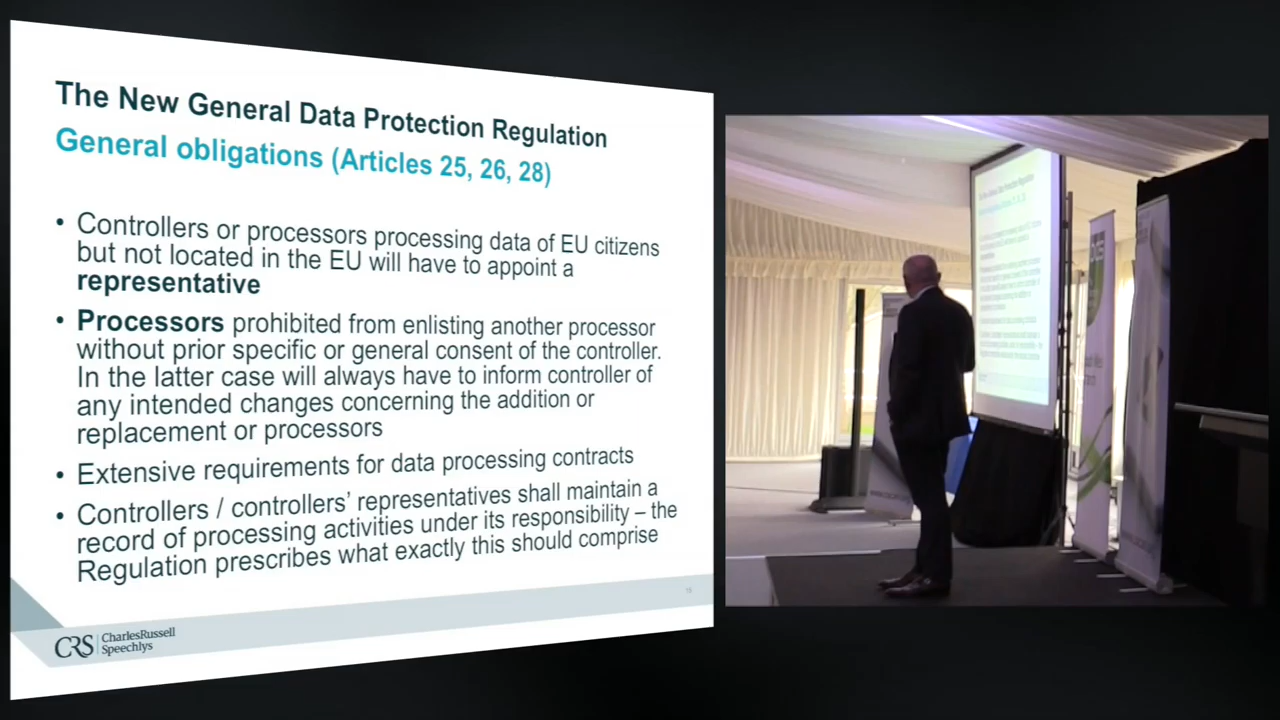 The New General Data Protection Regulation
General obligations (Articles 25, 26, 28)
• Controllers or processors processing data of EU citizens
but not located in the EU will have to appoint a
representative
• Processors prohibited from enlisting another processor
without prior specific or general consent of the controller.
In the latter case will always have to inform controller of
any intended changes concerning the addition or
replacement or processors
• Extensive requirements for data processing contracts
• Controllers / controllers’ representatives shall maintain a
record of processing activities under its responsibility – the
Regulation prescribes what exactly this should comprise
CRS CharlesRussell
Speechlys